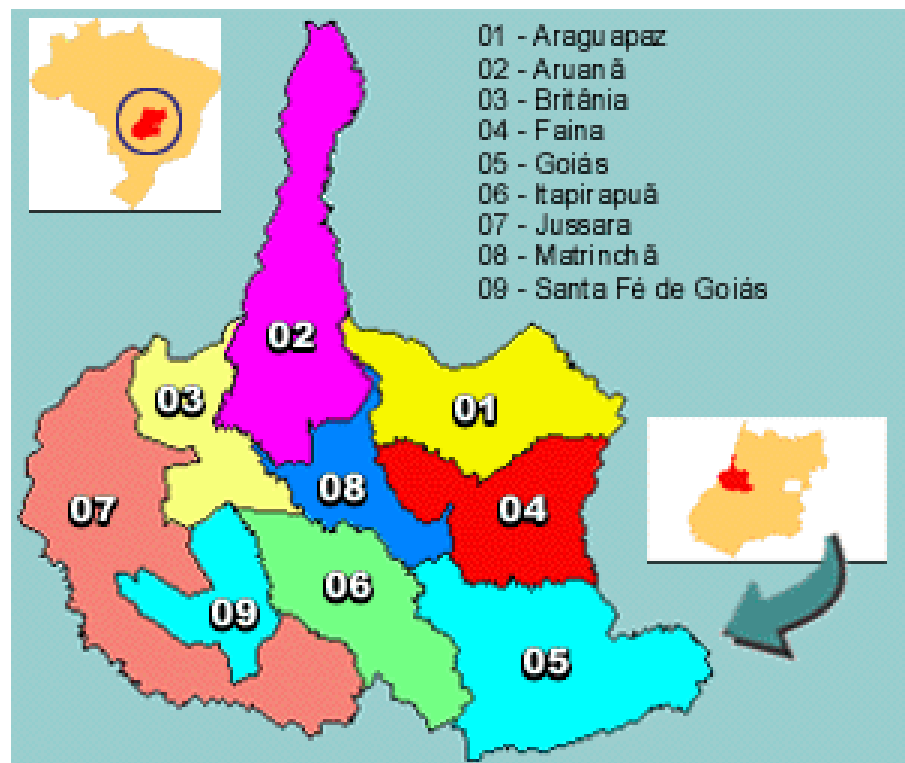 01 - Araguapaz
02 - Aruanã
03 - Britânia
04 - Faina
05 - Goiás
06 - Itapirapuã
07 - Jussara
08 - Matrinchã
09 - Santa Fé de Goiás
02
03
01
08
07
04
06
09
05